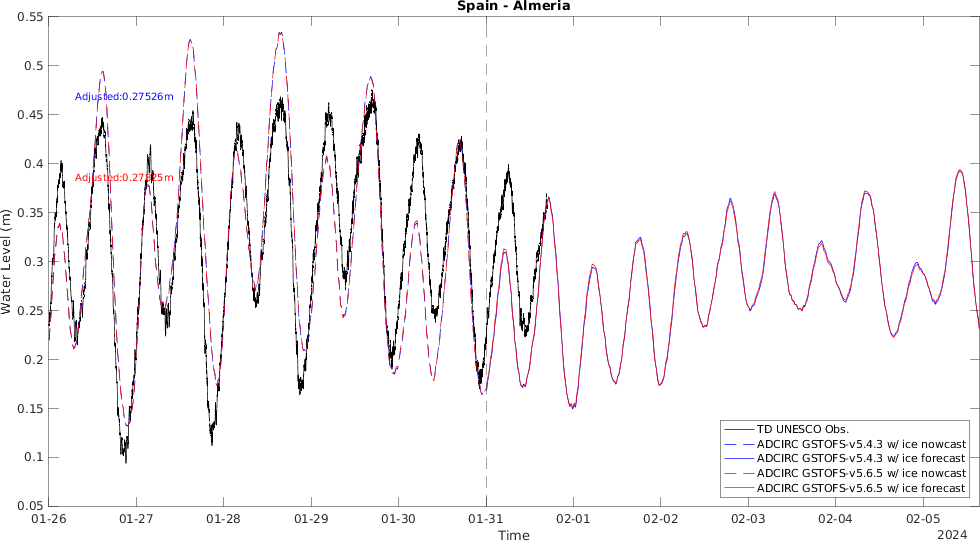 Spain - Almeria
Water Level (m)
0.55
0.5
0.45
0.4
0.35
0.3
0.25
0.2
0.15
0.1
0.05
Adjusted:0.27526m
Adjusted:0.27825m
TD UNESCO Obs.
ADCIRC GSTOFS-v5.4.3 w/ ice nowcast
ADCIRC GSTOFS-v5.4.3 w/ ice forecast
ADCIRC GSTOFS-v5.6.5 w/ ice nowcast
ADCIRC GSTOFS-v5.6.5 w/ ice forecast
01-26 01-27 01-28 01-29 01-30 01-31 02-01 02-02 02-03 02-04 02-05
Time
2024